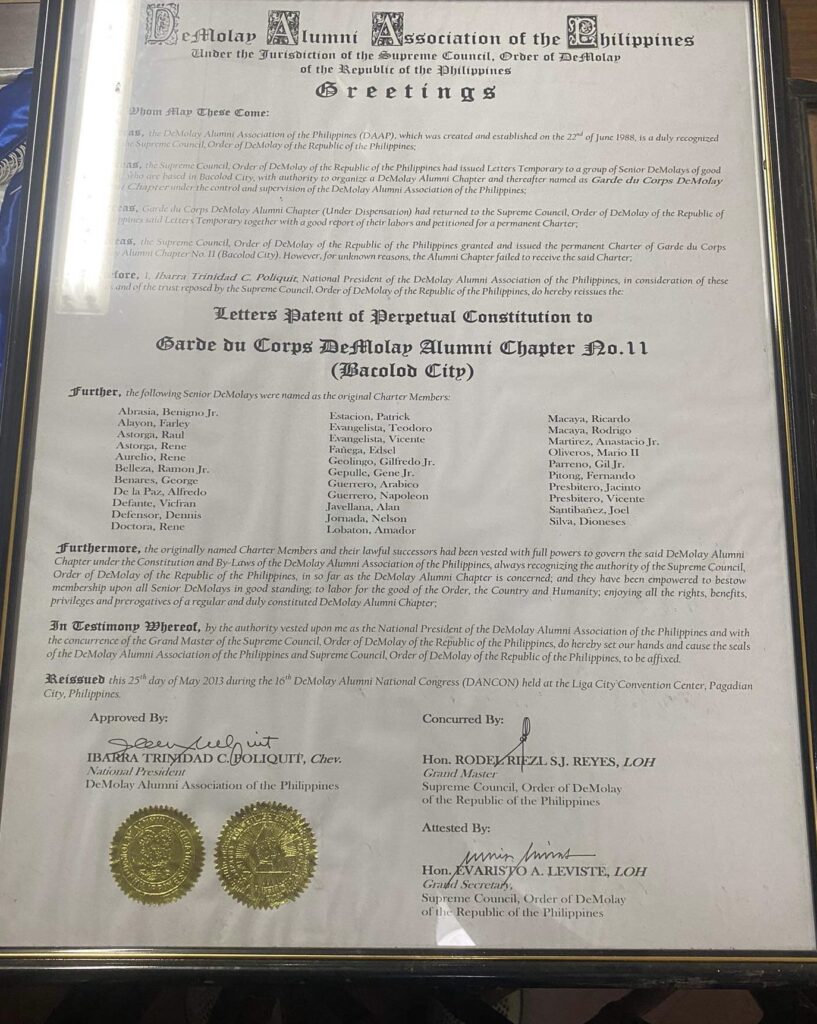 DeMolay Alumni Association of the Philippines
Under the Jurisdiction of the Supreme Council, Order of DeMolay
of the Republic of the Philippines
Greetings
Whom May These Come:
the DeMolay Alumni Association of the Philippines (DAAP), which was created and established on the 22nd of June 1988, is a duly recognized
the Supreme Council, Order of DeMolay of the Republic of the Philippines;
the Supreme Council, Order of DeMolay of the Republic of the Philippines had issued Letters Temporary to a group of Senior DeMolays of good
who are based in Bacolod City, with authority to organize a DeMolay Alumni Chapter and thereafter named as Garde du Corps DeMolay
Chapter under the control and supervision of the DeMolay Alumni Association of the Philippines;
Garde du Corps DeMolay Alumni Chapter (Under Dispensation) had returned to the Supreme Council, Order of DeMolay of the Republic of
said Letters Temporary together with a good report of their labors and petitioned for a permanent Charter;
the Supreme Council, Order of DeMolay of the Republic of the Philippines granted and issued the permanent Charter of Garde du Corps
Alumni Chapter No. 11 (Bacolod City). However, for unknown reasons, the Alumni Chapter failed to receive the said Charter;
I, Ibarra Trinidad C. Poliquit, National President of the DeMolay Alumni Association of the Philippines, in consideration of these
and of the trust reposed by the Supreme Council, Order of DeMolay of the Republic of the Philippines, do hereby reissues the:
Letters Patent of Perpetual Constitution to
Garde du Corps DeMolay Alumni Chapter No.11
(Bacolod City)
Further, the following Senior DeMolays were named as the original Charter Members:
Abrasia, Benigno Jr.
Alayon, Farley
Astorga, Raul
Astorga, Rene
Aurelio, Rene
Belleza, Ramon Jr.
Benares, George
De la Paz, Alfredo
Defante, Vicfran
Defensor, Dennis
Doctora, Rene
Estacion, Patrick
Evangelista, Teodoro
Evangelista, Vicente
Fañega, Edsel
Geolingo, Gilfredo Jr.
Gepulle, Gene Jr.
Guerrero, Arabico
Guerrero, Napoleon
Javellana, Alan
Jornada, Nelson
Lobaton, Amador
Macaya, Ricardo
Macaya, Rodrigo
Martirez, Anastacio Jr.
Oliveros, Mario II
Parreno, Gil Jr.
Pitong, Fernando
Presbitero, Jacinto
Presbitero, Vicente
Santibañez, Joel
Silva, Dioneses
Furthermore, the originally named Charter Members and their lawful successors had been vested with full powers to govern the said DeMolay Alumni
Chapter under the Constitution and By-Laws of the DeMolay Alumni Association of the Philippines, always recognizing the authority of the Supreme Council,
Order of DeMolay of the Republic of the Philippines, in so far as the DeMolay Alumni Chapter is concerned; and they have been empowered to bestow
membership upon all Senior DeMolays in good standing; to labor for the good of the Order, the Country and Humanity; enjoying all the rights, benefits,
privileges and prerogatives of a regular and duly constituted DeMolay Alumni Chapter;
In Testimony Whereof, by the authority vested upon me as the National President of the DeMolay Alumni Association of the Philippines and with
the concurrence of the Grand Master of the Supreme Council, Order of DeMolay of the Republic of the Philippines, do hereby set our hands and cause the seals
of the DeMolay Alumni Association of the Philippines and Supreme Council, Order of DeMolay of the Republic of the Philippines, to be affixed.
Reissued this 25th day of May 2013 during the 16th DeMolay Alumni National Congress (DANCON) held at the Liga City Convention Center, Pagadian
City, Philippines.
Approved By:
IBARRA TRINIDAD C. POLIQUIT, Chev.
National President
DeMolay Alumni Association of the Philippines
Concurred By:
Hon. RODEL RIEZL S.J. REYES, LOH
Grand Master
Supreme Council, Order of DeMolay
of the Republic of the Philippines
Attested By:
Hon. EVARISTO A. LEVISTE, LOH
Grand Secretary,
Supreme Council, Order of DeMolay
of the Republic of the Philippines